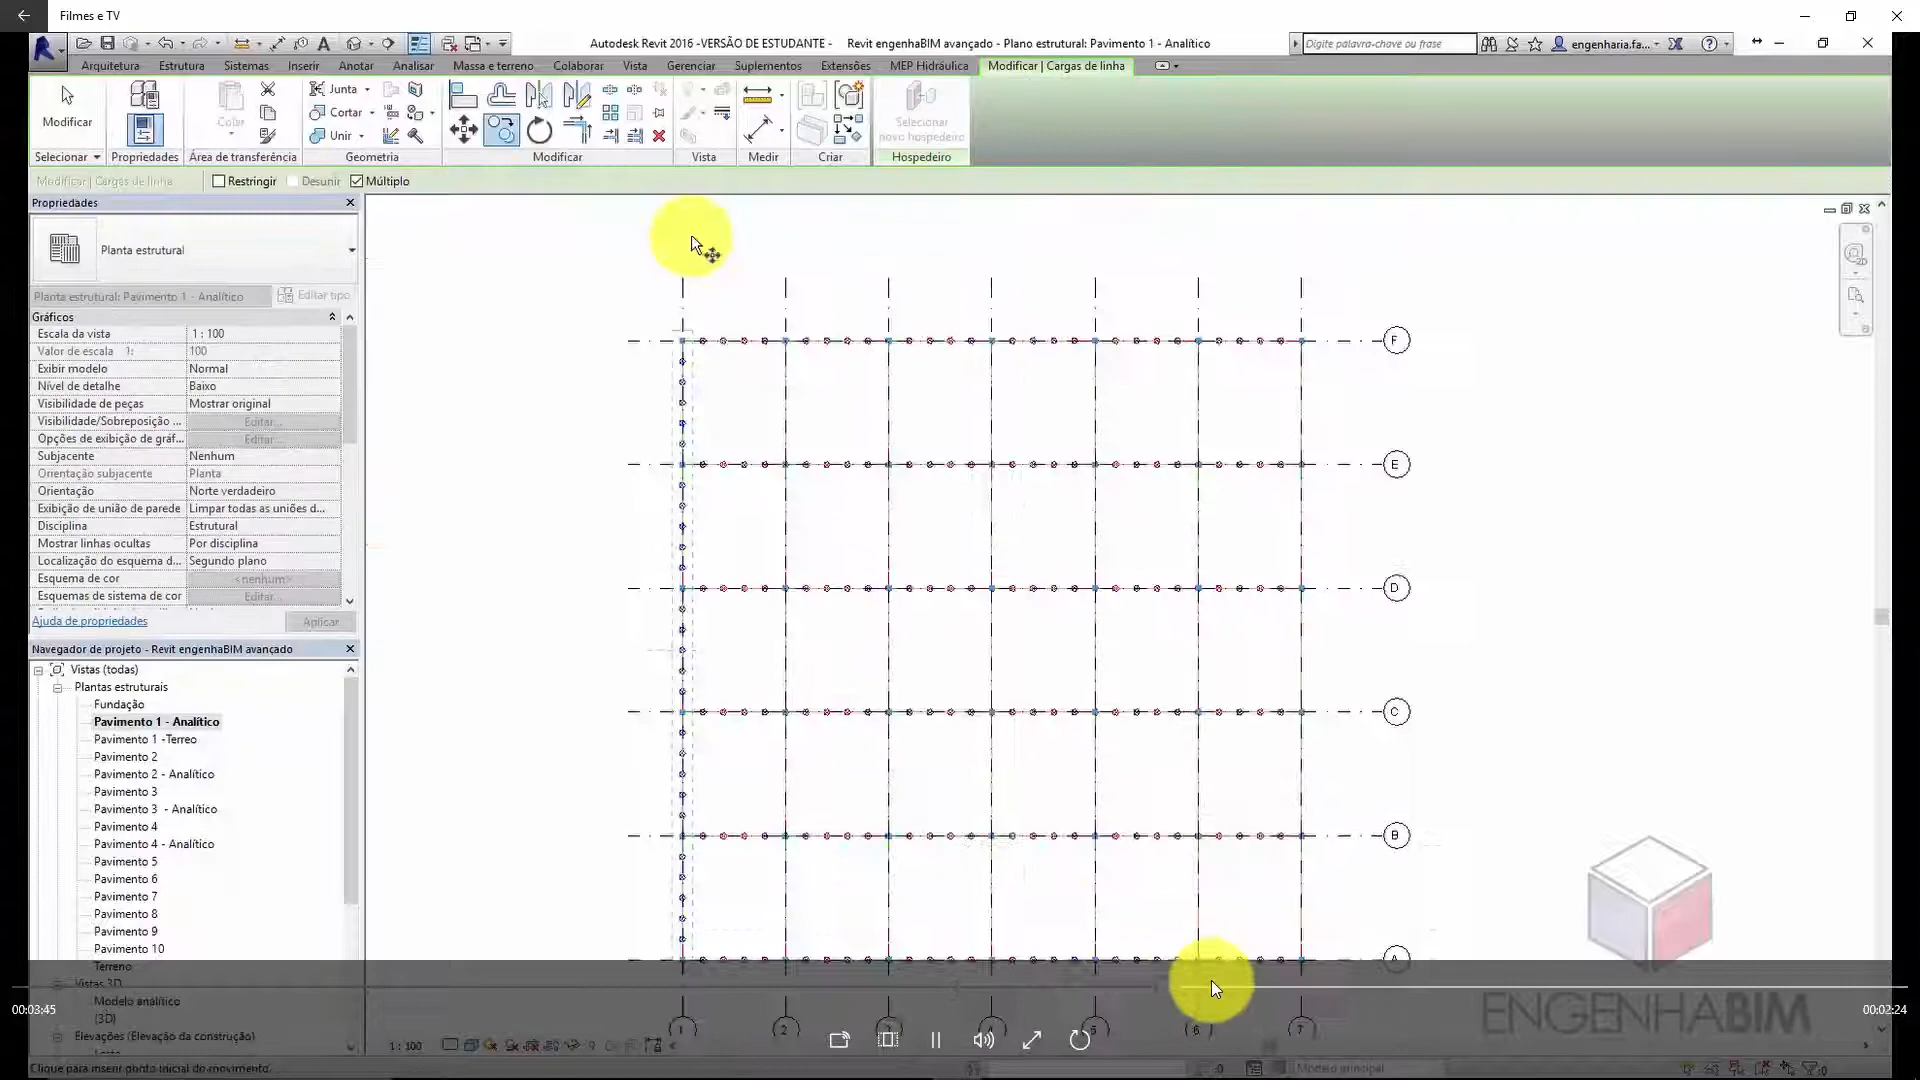 Filmes e TV
Autodesk Revit 2016 -VERSÃO DE ESTUDANTE - Revit engenhaBIM avançado - Plano estrutural: Pavimento 1 - Analítico
Digite palavra-chave ou frase
engenharia.fa...
Arquitetura Estrutura Sistemas Inserir Anotar Analisar Massa e terreno Colaborar Vista Gerenciar Suplementos Extensões MEP Hidráulica Modificar | Cargas de linha
Modificar
Colar
Junta
Cortar
Unir
Selecionar novo hospedeiro
Selecionar Propriedades Área de transferência Geometria Modificar Vista Medir Criar Hospedeiro
Modificar | Cargas de linha Restringir Desunir Múltiplo
Propriedades
Planta estrutural
Planta estrutural: Pavimento 1 - Analítico Editar tipo
Gráficos
Escala da vista 1 : 100
Valor de escala 1: 100
Exibir modelo Normal
Nível de detalhe Baixo
Visibilidade de peças Mostrar original
Visibilidade/Sobreposição ... Editar...
Opções de exibição de gráf... Editar...
Subjacente Nenhum
Orientação subjacente Planta
Orientação Norte verdadeiro
Exibição de união de parede Limpar todas as uniões d...
Disciplina Estrutural
Mostrar linhas ocultas Por disciplina
Localização do esquema d... Segundo plano
Esquema de cor <nenhum>
Esquemas de sistema de cor Editar...
Ajuda de propriedades Aplicar
Navegador de projeto - Revit engenhaBIM avançado
Vistas (todas)
Plantas estruturais
Fundação
Pavimento 1 - Analítico
Pavimento 1 -Terreo
Pavimento 2
Pavimento 2 - Analítico
Pavimento 3
Pavimento 3 - Analítico
Pavimento 4
Pavimento 4 - Analítico
Pavimento 5
Pavimento 6
Pavimento 7
Pavimento 8
Pavimento 9
Pavimento 10
Terreno
Vistas 3D
Modelo analítico
(3D)
Elevações (Elevação da construção)
F
E
D
C
B
A
1 2 3 4 5 6 7
2D
00:03:45
00:02:24
ENGENHABIM
1 : 100
Clique para inserir ponto inicial do movimento.
:0
Modelo principal
:0